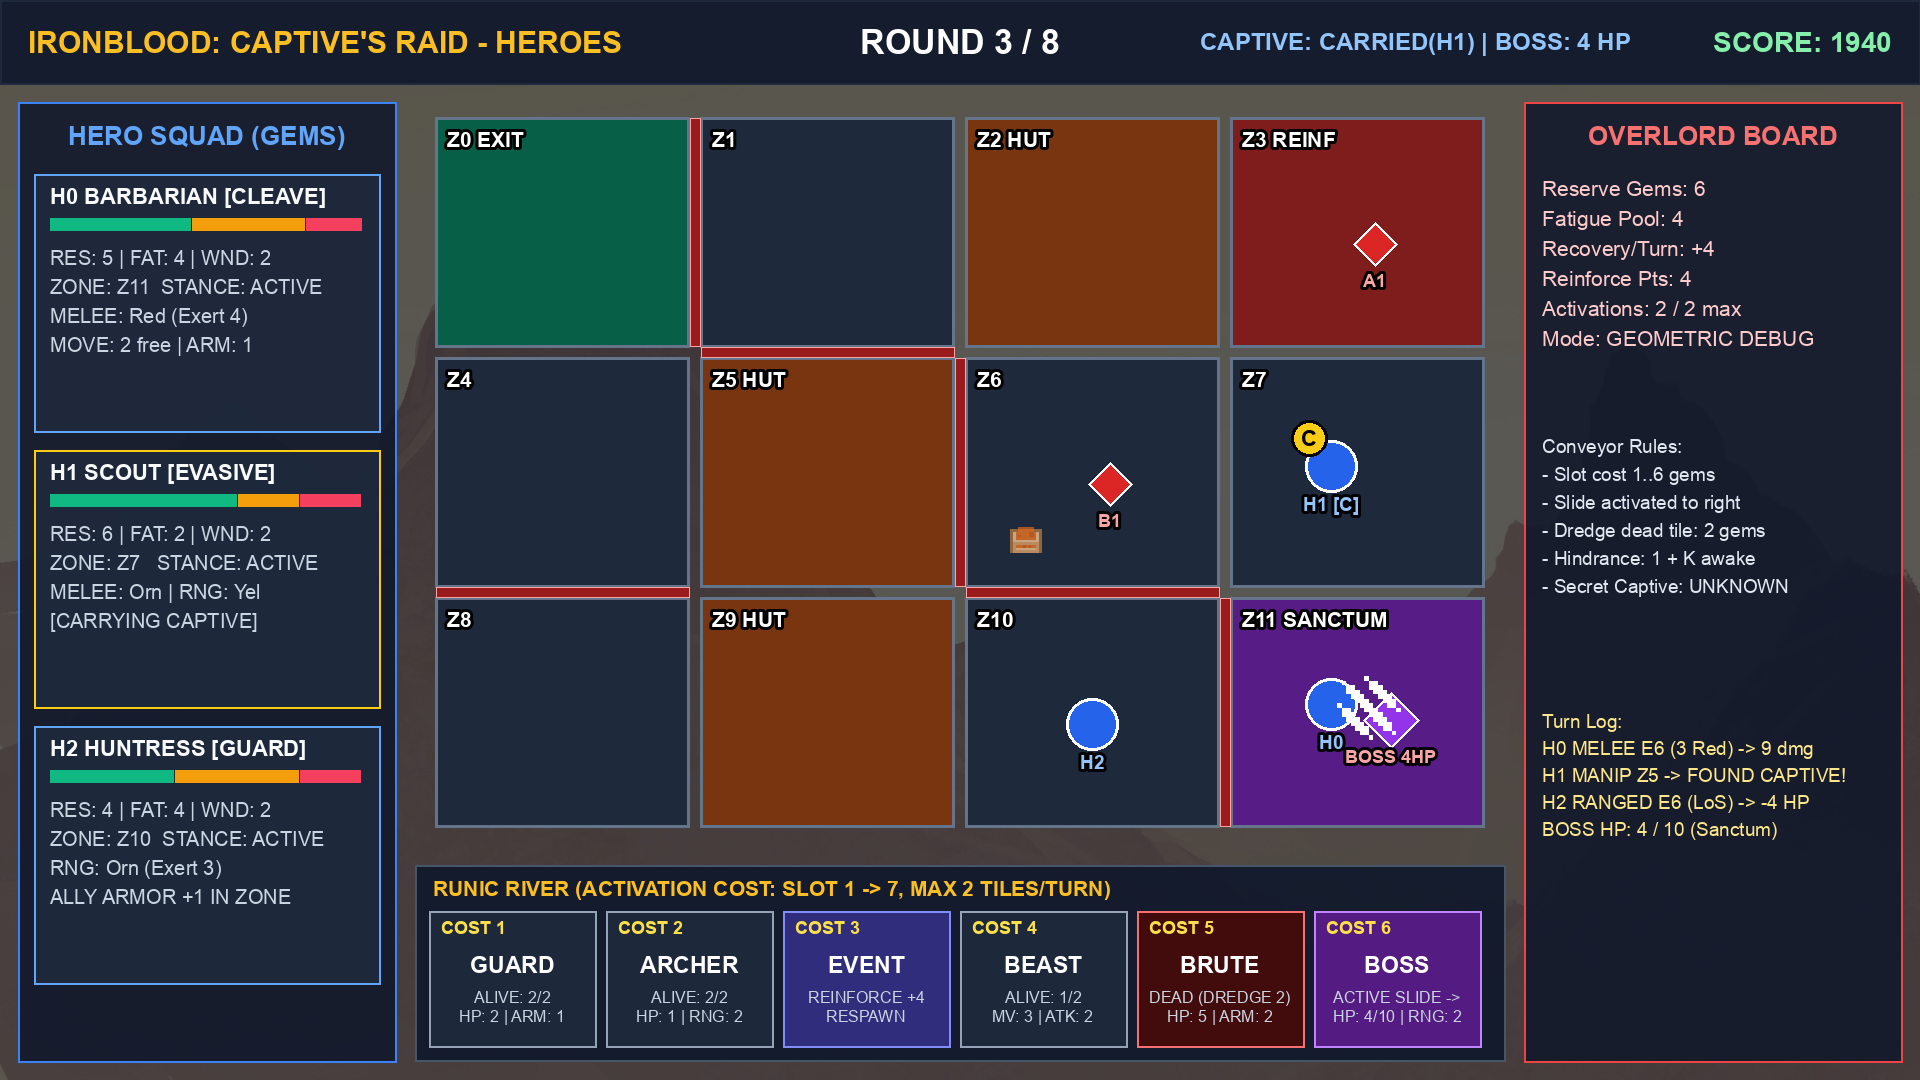 IRONBLOOD: CAPTIVE'S RAID - HEROES
ROUND 3 / 8
CAPTIVE: CARRIED(H1) | BOSS: 4 HP
SCORE: 1940
HERO SQUAD (GEMS)
H0 BARBARIAN [CLEAVE]
RES: 5 | FAT: 4 | WND: 2
ZONE: Z11 STANCE: ACTIVE
MELEE: Red (Exert 4)
MOVE: 2 free | ARM: 1
H1 SCOUT [EVASIVE]
RES: 6 | FAT: 2 | WND: 2
ZONE: Z7 STANCE: ACTIVE
MELEE: Orn | RNG: Yel
[CARRYING CAPTIVE]
H2 HUNTRESS [GUARD]
RES: 4 | FAT: 4 | WND: 2
ZONE: Z10 STANCE: ACTIVE
RNG: Orn (Exert 3)
ALLY ARMOR +1 IN ZONE
Z0 EXIT
Z1
Z2 HUT
Z3 REINF
A1
Z4
Z5 HUT
Z6
B1
Z7
C
H1 [C]
Z8
Z9 HUT
Z10
H2
Z11 SANCTUM
H0
BOSS 4HP
RUNIC RIVER (ACTIVATION COST: SLOT 1 -> 7, MAX 2 TILES/TURN)
COST 1
GUARD
ALIVE: 2/2
HP: 2 | ARM: 1
COST 2
ARCHER
ALIVE: 2/2
HP: 1 | RNG: 2
COST 3
EVENT
REINFORCE +4
RESPAWN
COST 4
BEAST
ALIVE: 1/2
MV: 3 | ATK: 2
COST 5
BRUTE
DEAD (DREDGE 2)
HP: 5 | ARM: 2
COST 6
BOSS
ACTIVE SLIDE ->
HP: 4/10 | RNG: 2
OVERLORD BOARD
Reserve Gems: 6
Fatigue Pool: 4
Recovery/Turn: +4
Reinforce Pts: 4
Activations: 2 / 2 max
Mode: GEOMETRIC DEBUG
Conveyor Rules:
- Slot cost 1..6 gems
- Slide activated to right
- Dredge dead tile: 2 gems
- Hindrance: 1 + K awake
- Secret Captive: UNKNOWN
Turn Log:
H0 MELEE E6 (3 Red) -> 9 dmg
H1 MANIP Z5 -> FOUND CAPTIVE!
H2 RANGED E6 (LoS) -> -4 HP
BOSS HP: 4 / 10 (Sanctum)